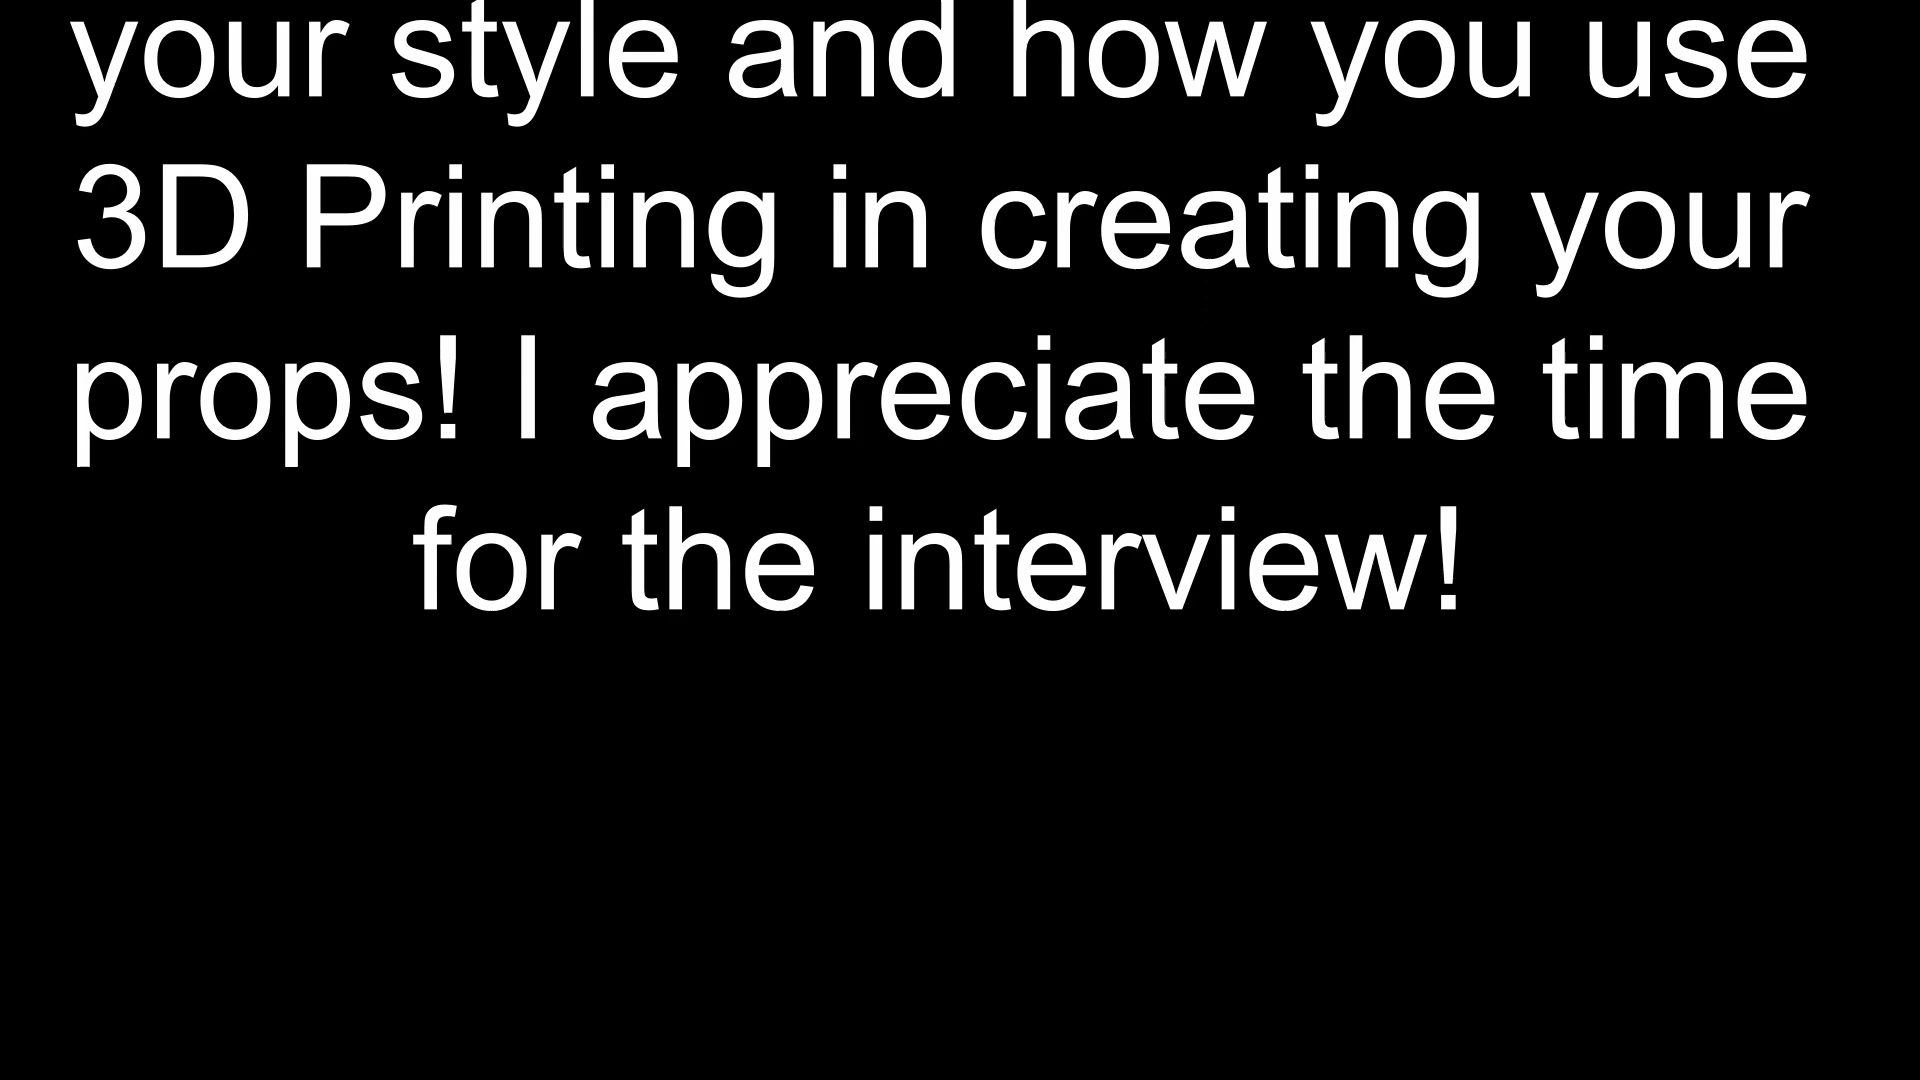 your style and how you use
3D Printing in creating your
props! I appreciate the time
for the interview!